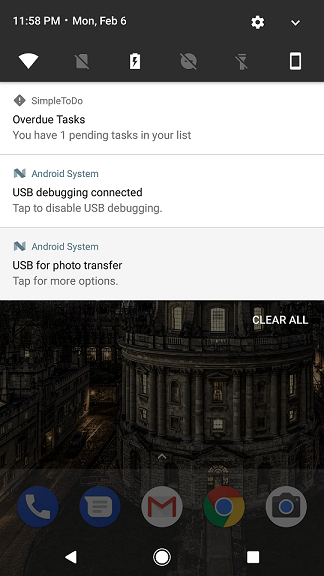 11:58 PM • Mon, Feb 6
SimpleToDo
Overdue Tasks
You have 1 pending tasks in your list
Android System
USB debugging connected
Tap to disable USB debugging.
Android System
USB for photo transfer
Tap for more options.
CLEAR ALL